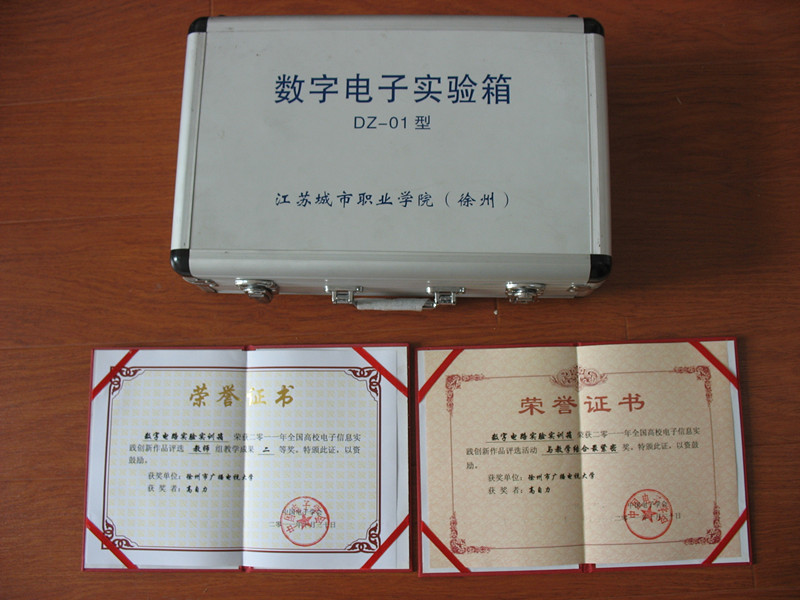 数字电子实验箱
DZ-01 型
江苏城市职业学院（徐州）
荣誉证书
数字电路实验实训箱 荣获二零一一年全国高校电子信息实
践创新作品评选 教师 组教学成果 二 等奖。特颁此证，以资
鼓励。
获奖单位：徐州市广播电视大学
获 奖 者：高自力
荣誉证书
数字电路实验实训箱 荣获二零一一年全国高校电子信息实
践创新作品评选活动 与教学结合最紧密 奖。特颁此证，以资鼓
励。
获奖单位：徐州市广播电视大学
获 奖 者：高自力